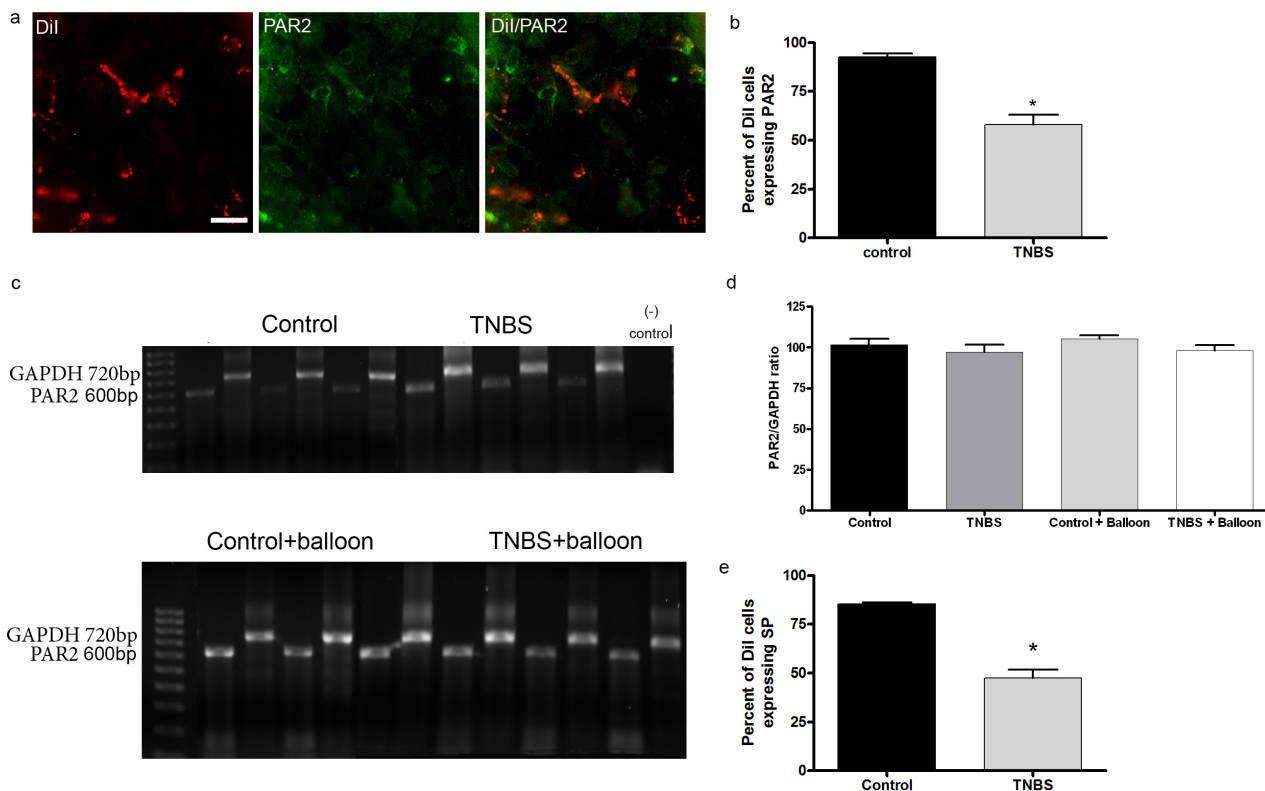 a
DiI
PAR2
DiI/PAR2
b
Percent of DiI cells
expressing PAR2
100
75
50
25
0
*
control
TNBS
c
Control
TNBS
(-)
control
GAPDH 720bp
PAR2 600bp
Control+balloon
TNBS+balloon
GAPDH 720bp
PAR2 600bp
d
PAR2/GAPDH ratio
125
100
75
50
25
0
Control
TNBS
Control + Balloon
TNBS + Balloon
e
Percent of DiI cells
expressing SP
100
75
50
25
0
*
Control
TNBS